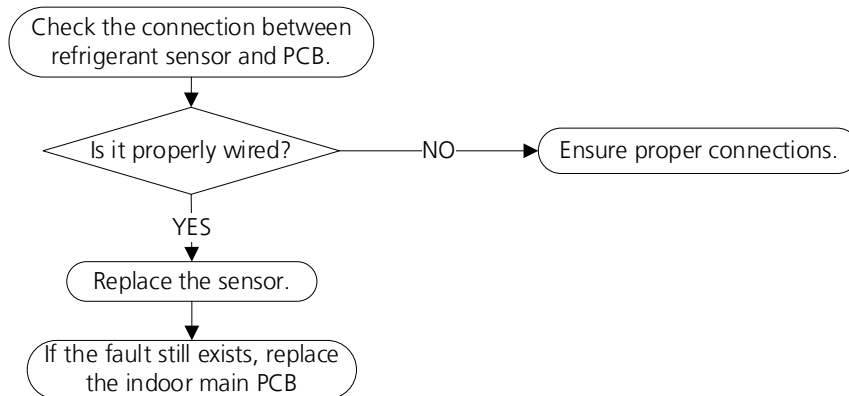 Check the connection between
refrigerant sensor and PCB.
Is it properly wired?
NO
Ensure proper connections.
YES
Replace the sensor.
If the fault still exists, replace
the indoor main PCB